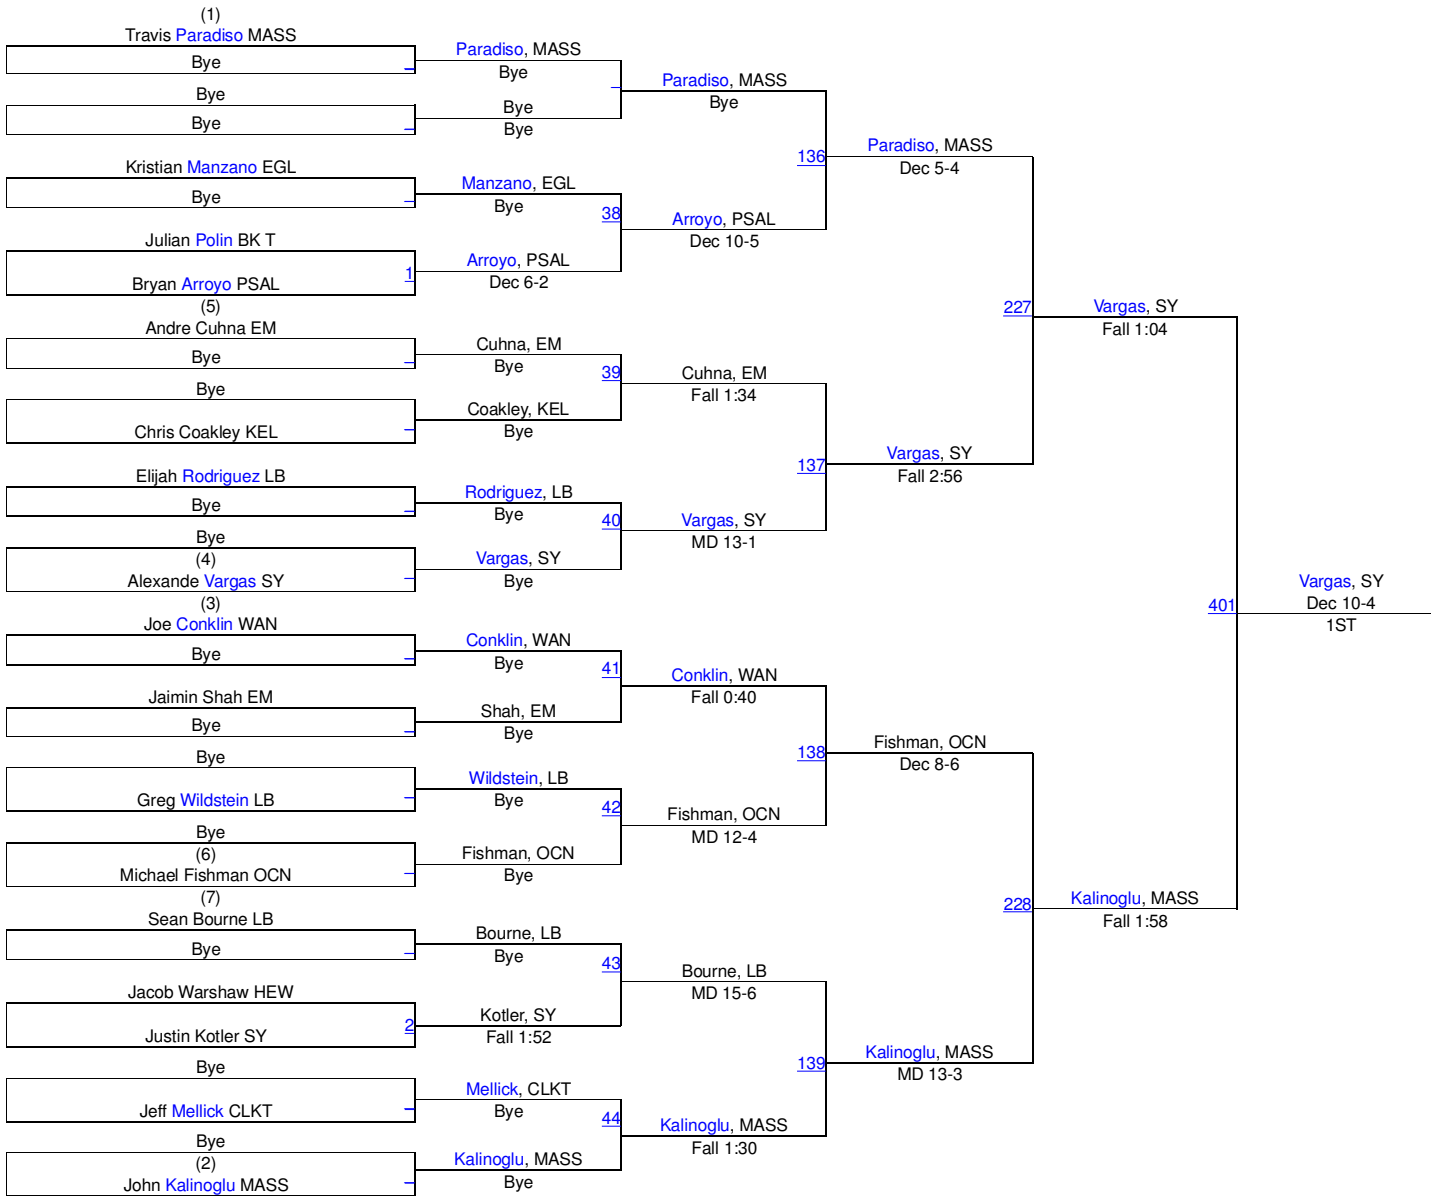 (1)
Travis Paradiso MASS
Bye
Bye
Bye
Kristian Manzano EGL
Bye
Julian Polin BK T
1
Bryan Arroyo PSAL
(5)
Andre Cuhna EM
Bye
Bye
Chris Coakley KEL
Elijah Rodriguez LB
Bye
Bye
(4)
Alexande Vargas SY
(3)
Joe Conklin WAN
Bye
Jaimin Shah EM
Bye
Bye
Greg Wildstein LB
Bye
(6)
Michael Fishman OCN
(7)
Sean Bourne LB
Bye
Jacob Warshaw HEW
2
Justin Kotler SY
Bye
Jeff Mellick CLKT
Bye
(2)
John Kalinoglu MASS
Paradiso, MASS
Bye
Bye
Bye
Manzano, EGL
Bye
38
Arroyo, PSAL
Dec 6-2
Cuhna, EM
Bye
39
Coakley, KEL
Bye
Rodriguez, LB
Bye
40
Vargas, SY
Bye
Conklin, WAN
Bye
41
Shah, EM
Bye
Wildstein, LB
Bye
42
Fishman, OCN
Bye
Bourne, LB
Bye
43
Kotler, SY
Fall 1:52
Mellick, CLKT
Bye
44
Kalinoglu, MASS
Bye
Paradiso, MASS
Bye
136
Arroyo, PSAL
Dec 10-5
Cuhna, EM
Fall 1:34
137
Vargas, SY
MD 13-1
Conklin, WAN
Fall 0:40
138
Fishman, OCN
MD 12-4
Bourne, LB
MD 15-6
139
Kalinoglu, MASS
Fall 1:30
Paradiso, MASS
Dec 5-4
227
Vargas, SY
Fall 2:56
Fishman, OCN
Dec 8-6
228
Kalinoglu, MASS
MD 13-3
Vargas, SY
Fall 1:04
401
Kalinoglu, MASS
Fall 1:58
Vargas, SY
Dec 10-4
1ST